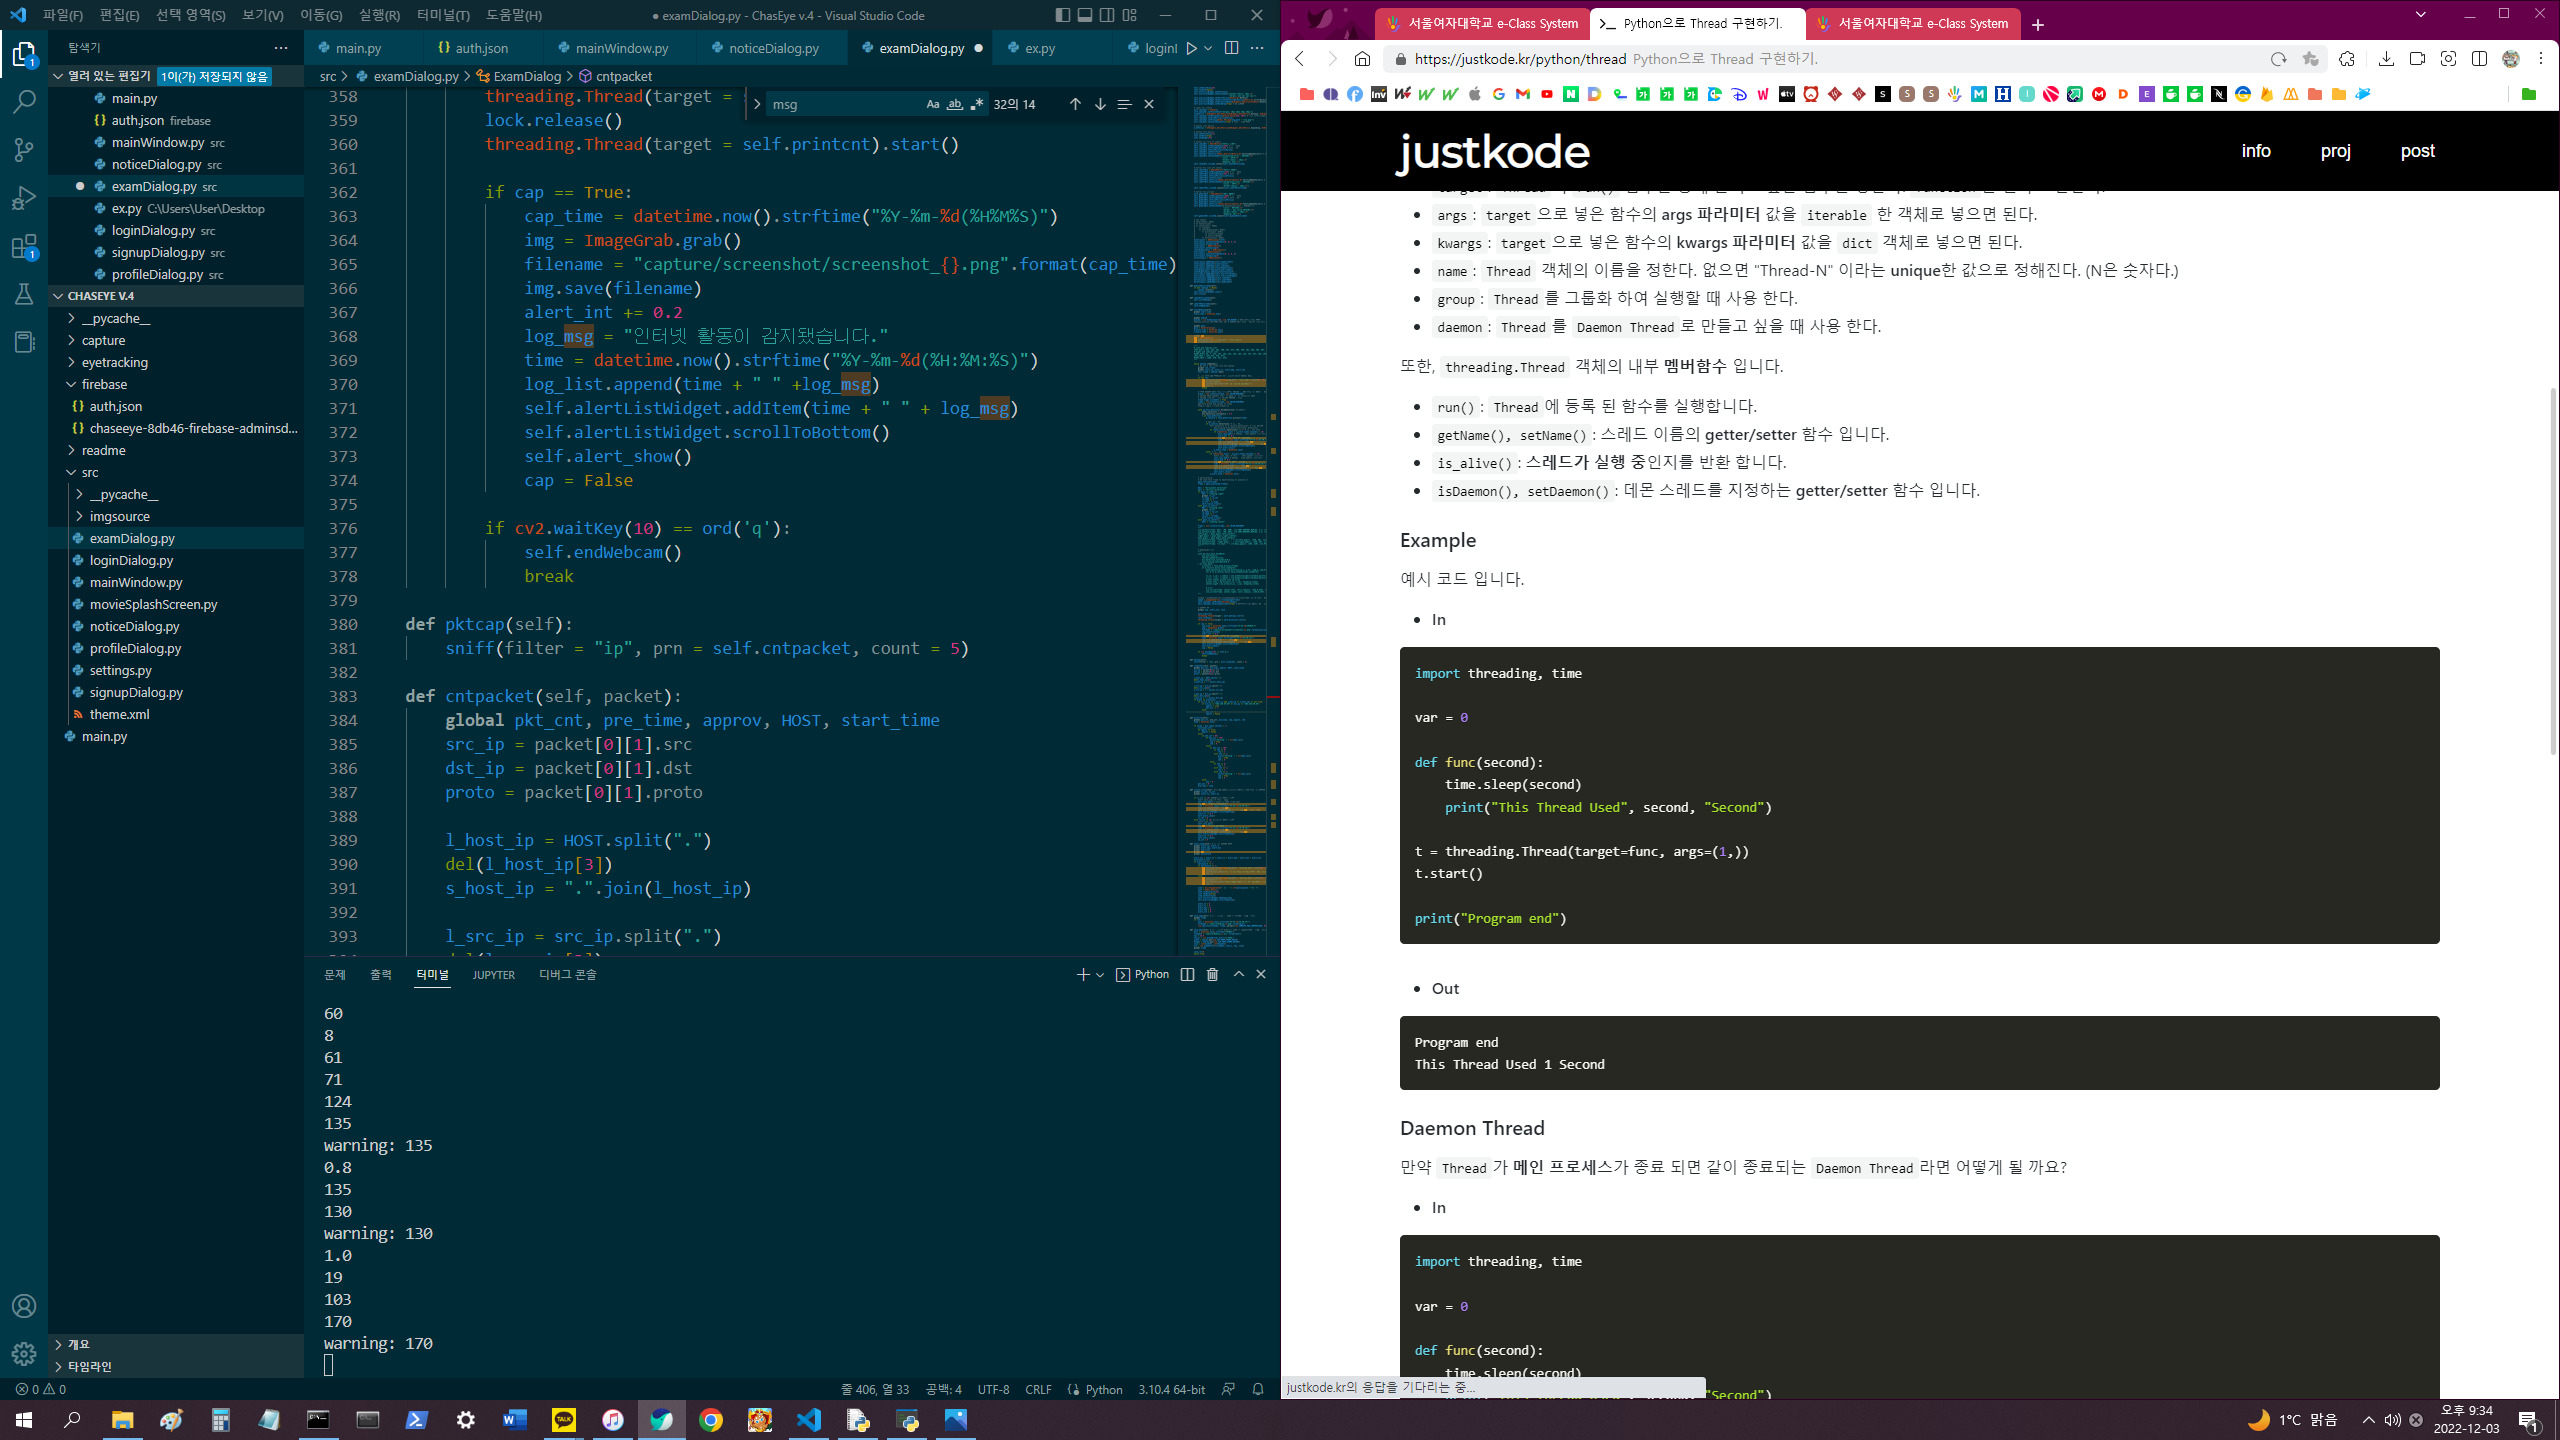 파일(F) 편집(E) 선택 영역(S) 보기(V) 이동(G) 실행(R) 터미널(T) 도움말(H)
● examDialog.py - ChasEye v.4 - Visual Studio Code
탐색기
열려 있는 편집기 1이(가) 저장되지 않음
main.py
auth.json firebase
mainWindow.py src
noticeDialog.py src
examDialog.py src
ex.py C:\Users\User\Desktop
loginDialog.py src
signupDialog.py src
profileDialog.py src
CHASEYE V.4
__pycache__
capture
eyetracking
firebase
auth.json
chaseeye-8db46-firebase-adminsd...
readme
src
__pycache__
imgsource
examDialog.py
loginDialog.py
mainWindow.py
movieSplashScreen.py
noticeDialog.py
profileDialog.py
settings.py
signupDialog.py
theme.xml
main.py
개요
타임라인
main.py auth.json mainWindow.py noticeDialog.py examDialog.py ex.py loginI
src > examDialog.py > ExamDialog > cntpacket
msg 32의 14
358 threading.Thread(target =
359 lock.release()
360 threading.Thread(target = self.printcnt).start()
361
362 if cap == True:
363 cap_time = datetime.now().strftime("%Y-%m-%d(%H%M%S)")
364 img = ImageGrab.grab()
365 filename = "capture/screenshot/screenshot_{}.png".format(cap_time)
366 img.save(filename)
367 alert_int += 0.2
368 log_msg = "인터넷 활동이 감지됐습니다."
369 time = datetime.now().strftime("%Y-%m-%d(%H:%M:%S)")
370 log_list.append(time + " " +log_msg)
371 self.alertListWidget.addItem(time + " " + log_msg)
372 self.alertListWidget.scrollToBottom()
373 self.alert_show()
374 cap = False
375
376 if cv2.waitKey(10) == ord('q'):
377 self.endWebcam()
378 break
379
380 def pktcap(self):
381 sniff(filter = "ip", prn = self.cntpacket, count = 5)
382
383 def cntpacket(self, packet):
384 global pkt_cnt, pre_time, approv, HOST, start_time
385 src_ip = packet[0][1].src
386 dst_ip = packet[0][1].dst
387 proto = packet[0][1].proto
388
389 l_host_ip = HOST.split(".")
390 del(l_host_ip[3])
391 s_host_ip = ".".join(l_host_ip)
392
393 l_src_ip = src_ip.split(".")
문제 출력 터미널 JUPYTER 디버그 콘솔
Python
60
8
61
71
124
135
warning: 135
0.8
135
130
warning: 130
1.0
19
103
170
warning: 170
0 0 줄 406, 열 33 공백: 4 UTF-8 CRLF Python 3.10.4 64-bit
서울여자대학교 e-Class System
Python으로 Thread 구현하기.
서울여자대학교 e-Class System
https://justkode.kr/python/thread Python으로 Thread 구현하기.
justkode
info proj post
args : target 으로 넣은 함수의 args 파라미터 값을 iterable 한 객체로 넣으면 된다.
kwargs : target 으로 넣은 함수의 kwargs 파라미터 값을 dict 객체로 넣으면 된다.
name : Thread 객체의 이름을 정한다. 없으면 "Thread-N" 이라는 unique한 값으로 정해진다. (N은 숫자다.)
group : Thread 를 그룹화 하여 실행할 때 사용 한다.
daemon : Thread 를 Daemon Thread 로 만들고 싶을 때 사용 한다.
또한, threading.Thread 객체의 내부 멤버함수 입니다.
run() : Thread 에 등록 된 함수를 실행합니다.
getName(), setName() : 스레드 이름의 getter/setter 함수 입니다.
is_alive() : 스레드가 실행 중인지를 반환 합니다.
isDaemon(), setDaemon() : 데몬 스레드를 지정하는 getter/setter 함수 입니다.
Example
예시 코드 입니다.
In
import threading, time
var = 0
def func(second):
time.sleep(second)
print("This Thread Used", second, "Second")
t = threading.Thread(target=func, args=(1,))
t.start()
print("Program end")
Out
Program end
This Thread Used 1 Second
Daemon Thread
만약 Thread 가 메인 프로세스가 종료 되면 같이 종료되는 Daemon Thread 라면 어떻게 될 까요?
In
import threading, time
var = 0
def func(second):
time.sleep(second)
"Second")
justkode.kr의 응답을 기다리는 중...
1°C 맑음
오후 9:34
2022-12-03
1